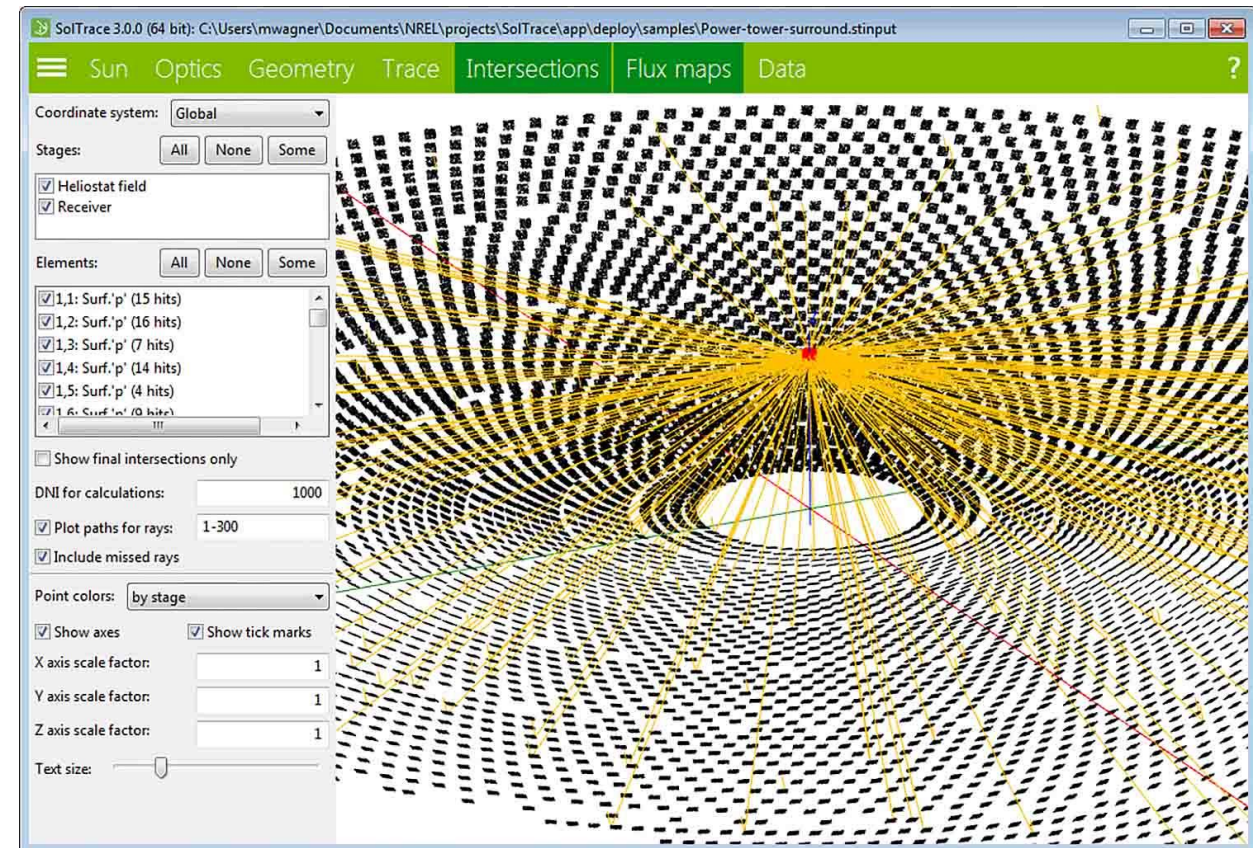 SolTrace 3.0.0 (64 bit): C:\Users\mwagner\Documents\NREL\projects\SolTrace\app\deploy\samples\Power-tower-surround.stinput
Sun Optics Geometry Trace Intersections Flux maps Data ?
Coordinate system: Global
Stages: All None Some
Heliostat field
Receiver
Elements: All None Some
1,1: Surf.'p' (15 hits)
1,2: Surf.'p' (16 hits)
1,3: Surf.'p' (7 hits)
1,4: Surf.'p' (14 hits)
1,5: Surf.'p' (4 hits)
1,6: Surf.'p' (9 hits)
Show final intersections only
DNI for calculations: 1000
Plot paths for rays: 1-300
Include missed rays
Point colors: by stage
Show axes Show tick marks
X axis scale factor: 1
Y axis scale factor: 1
Z axis scale factor: 1
Text size: